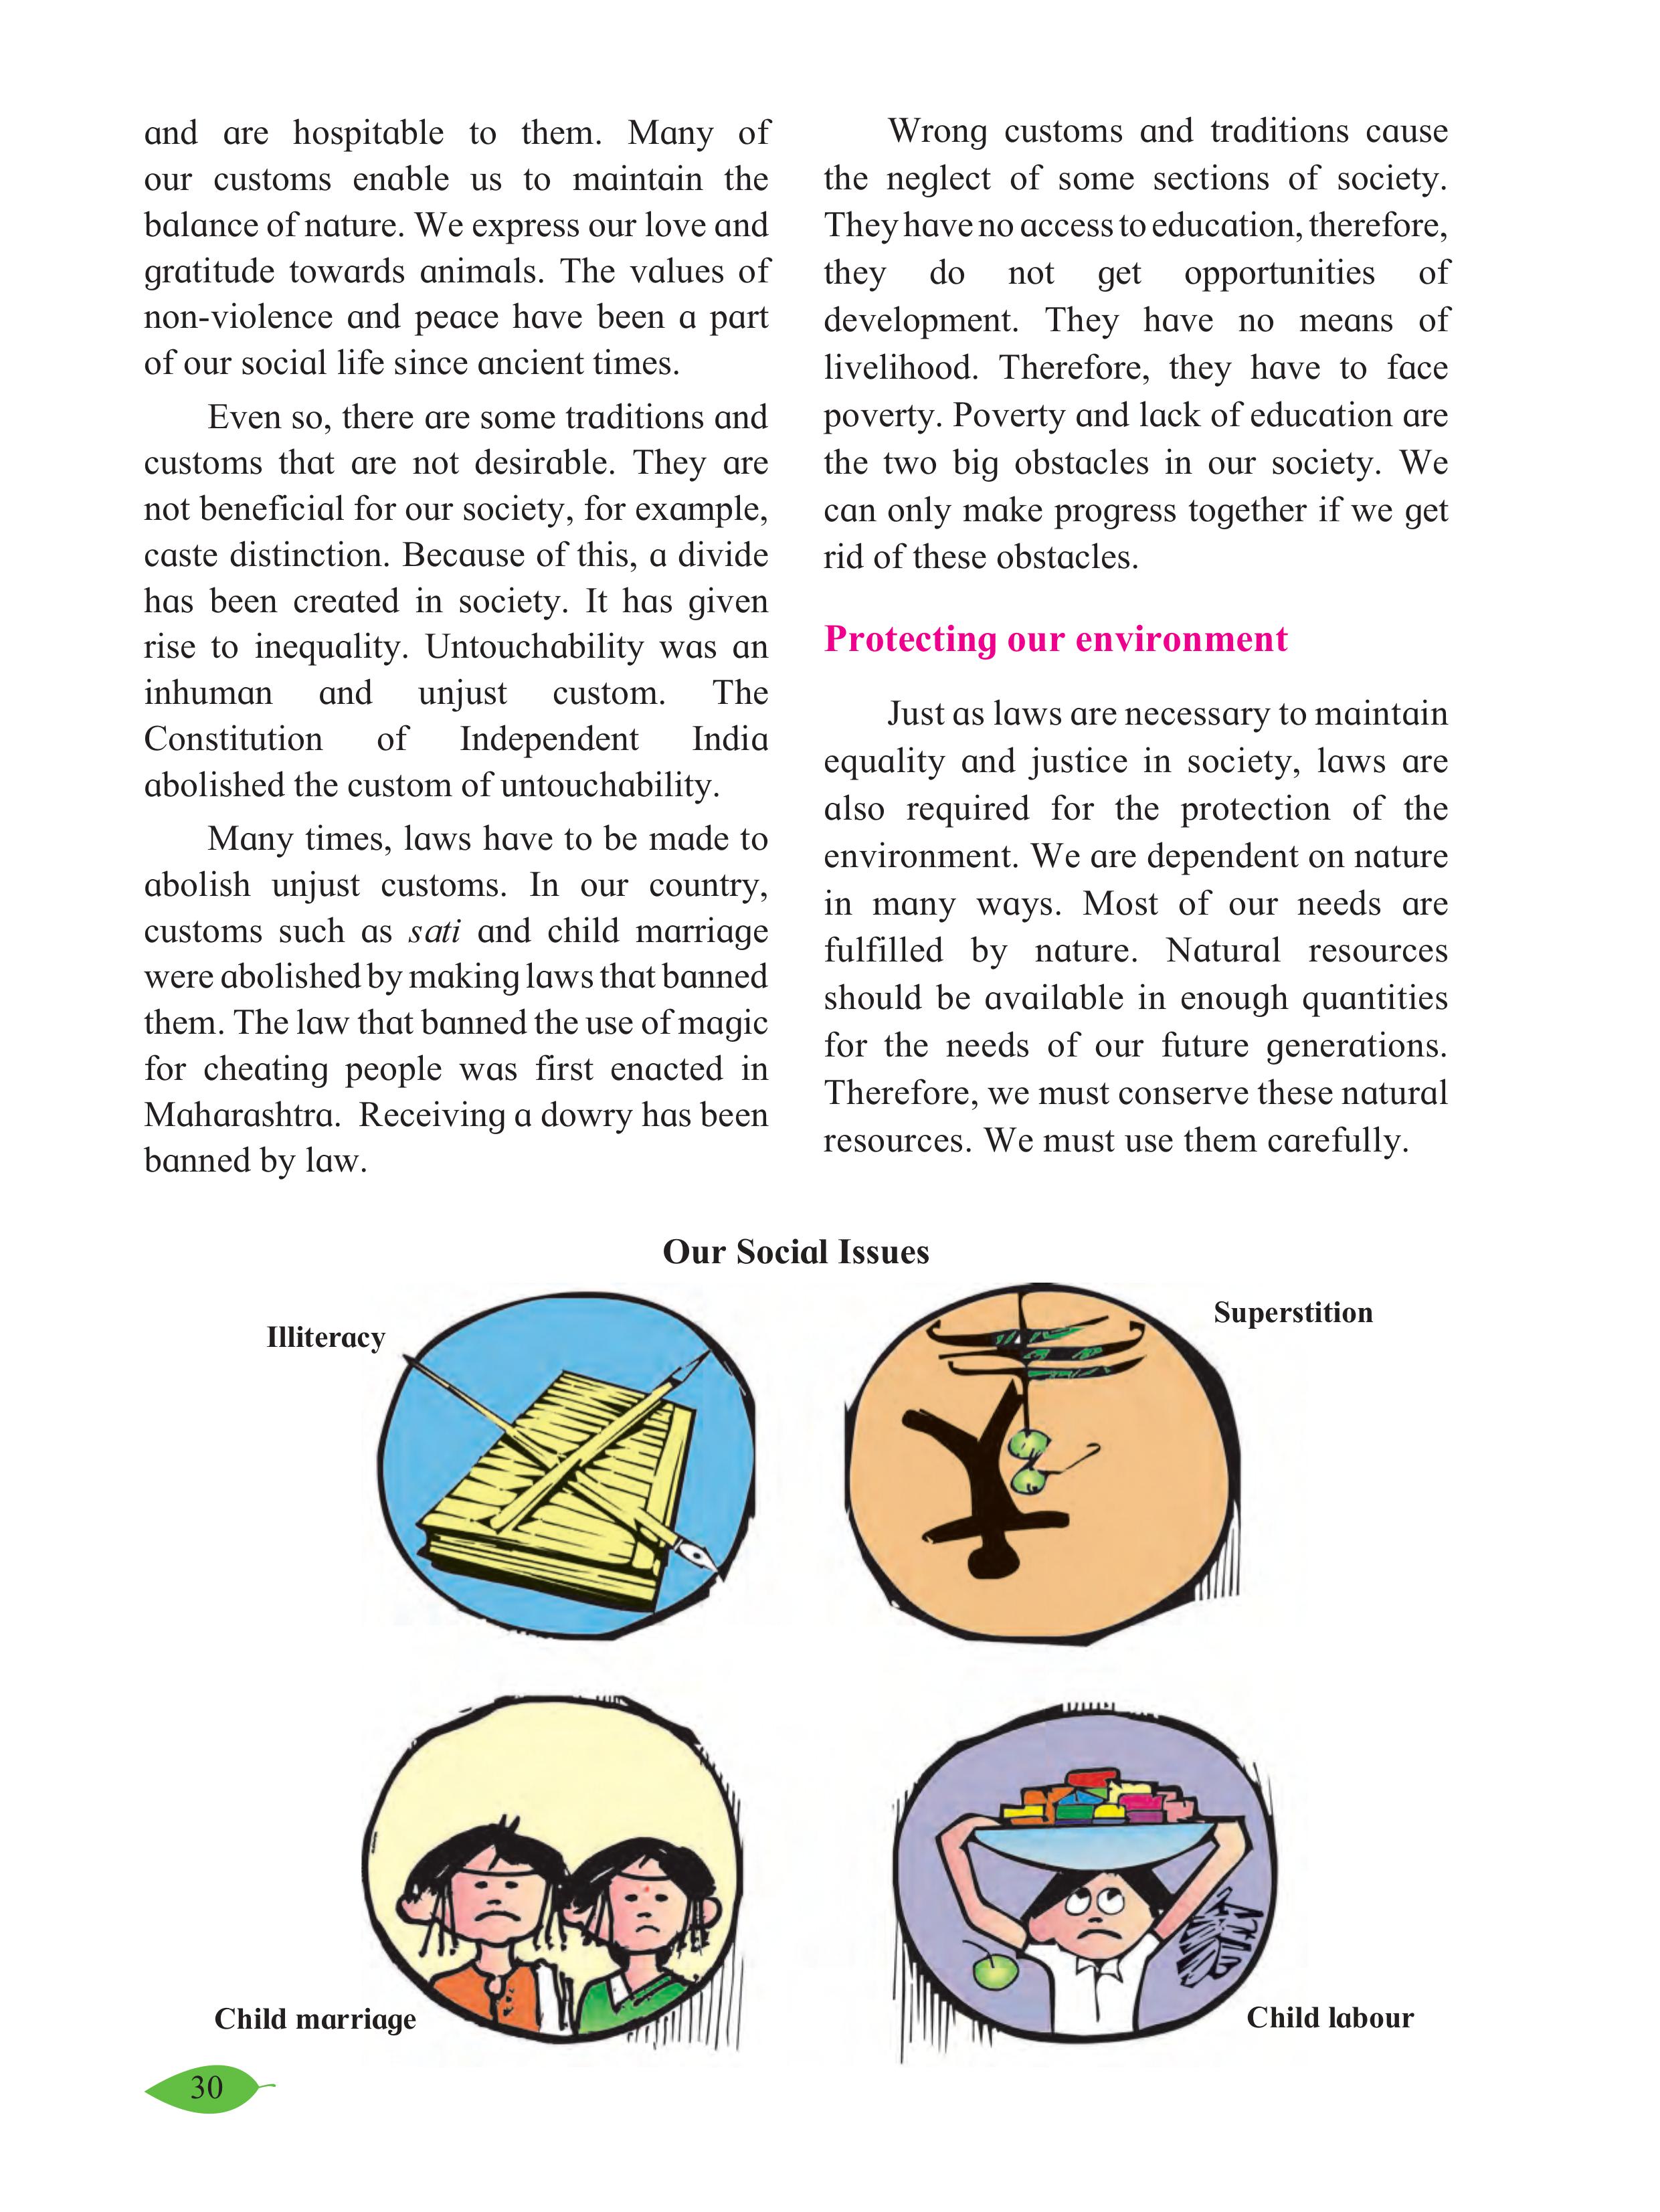 and are hospitable to them. Many of
our customs enable us to maintain the
balance of nature. We express our love and
gratitude towards animals. The values of
non-violence and peace have been a part
of our social life since ancient times.
Even so, there are some traditions and
customs that are not desirable. They are
not beneficial for our society, for example,
caste distinction. Because of this, a divide
has been created in society. It has given
rise to inequality. Untouchability was an
inhuman and unjust custom. The
Constitution of Independent India
abolished the custom of untouchability.
Many times, laws have to be made to
abolish unjust customs. In our country,
customs such as sati and child marriage
were abolished by making laws that banned
them. The law that banned the use of magic
for cheating people was first enacted in
Maharashtra. Receiving a dowry has been
banned by law.
Wrong customs and traditions cause
the neglect of some sections of society.
They have no access to education, therefore,
they do not get opportunities of
development. They have no means of
livelihood. Therefore, they have to face
poverty. Poverty and lack of education are
the two big obstacles in our society. We
can only make progress together if we get
rid of these obstacles.
Protecting our environment
Just as laws are necessary to maintain
equality and justice in society, laws are
also required for the protection of the
environment. We are dependent on nature
in many ways. Most of our needs are
fulfilled by nature. Natural resources
should be available in enough quantities
for the needs of our future generations.
Therefore, we must conserve these natural
resources. We must use them carefully.
Our Social Issues
Illiteracy
Superstition
Child marriage
Child labour
30